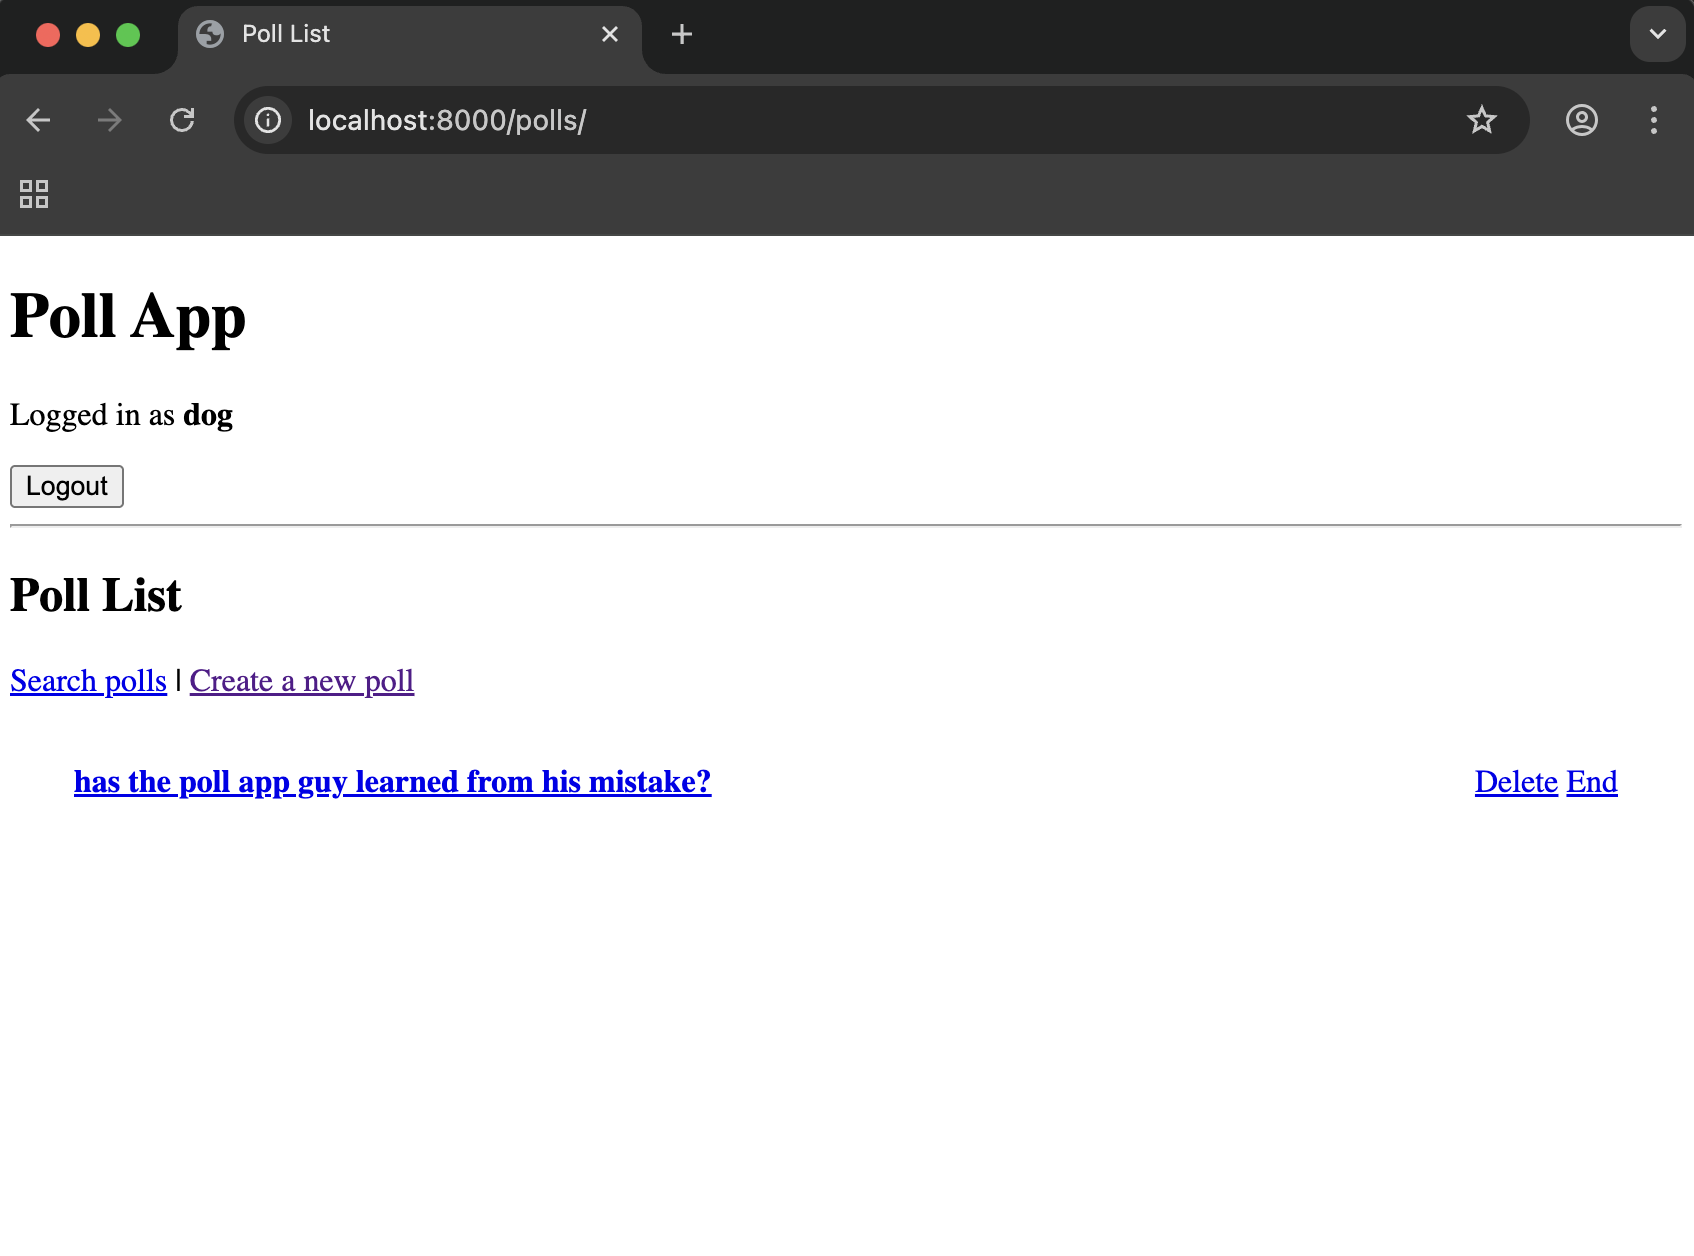 Poll List
localhost:8000/polls/
Poll App
Logged in as dog
Logout
Poll List
Search polls | Create a new poll
has the poll app guy learned from his mistake? Delete End